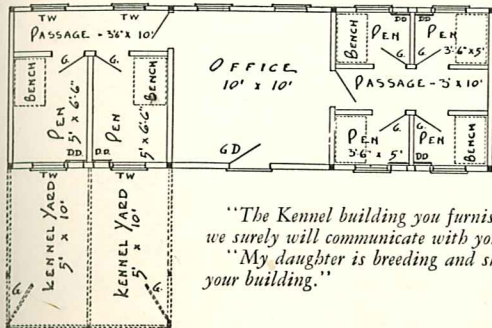 TW TW
PASSAGE - 3'6" X 10'
G. G.
BENCH
BENCH
PEN
5' X 6'-6"
PEN
5' X 6'-6"
DD. DD.
TW TW
KENNEL YARD
5' X 10'
KENNEL YARD
5' X 10'
G. G.
OFFICE
10' X 10'
GD
DD DD
BENCH
PEN
PEN
BENCH
G. G.
3'-6" X 5'
PASSAGE - 3' X 10'
G. G.
PEN
3'-6" X 5'
PEN
BENCH
DD
"The Kennel building you furnis
we surely will communicate with yo
"My daughter is breeding and s
your building."